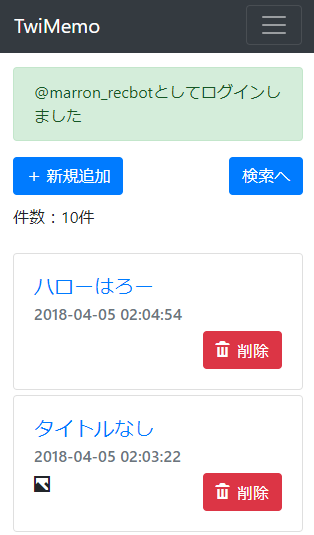 TwiMemo
@marron_recbotとしてログインし
ました
+ 新規追加
検索へ
件数：10件
ハローはろー
2018-04-05 02:04:54
削除
タイトルなし
2018-04-05 02:03:22
削除